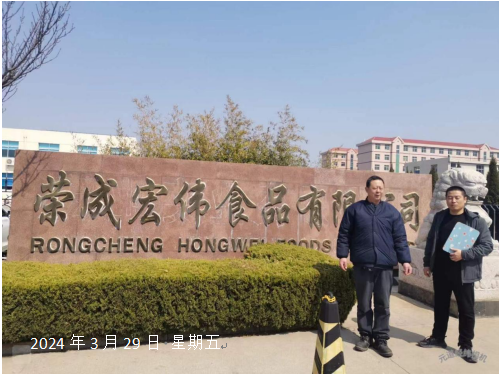 荣成宏伟食品有限公司
RONGCHENG HONGWEI FOODS
2024 年 3 月 29 日 星期五